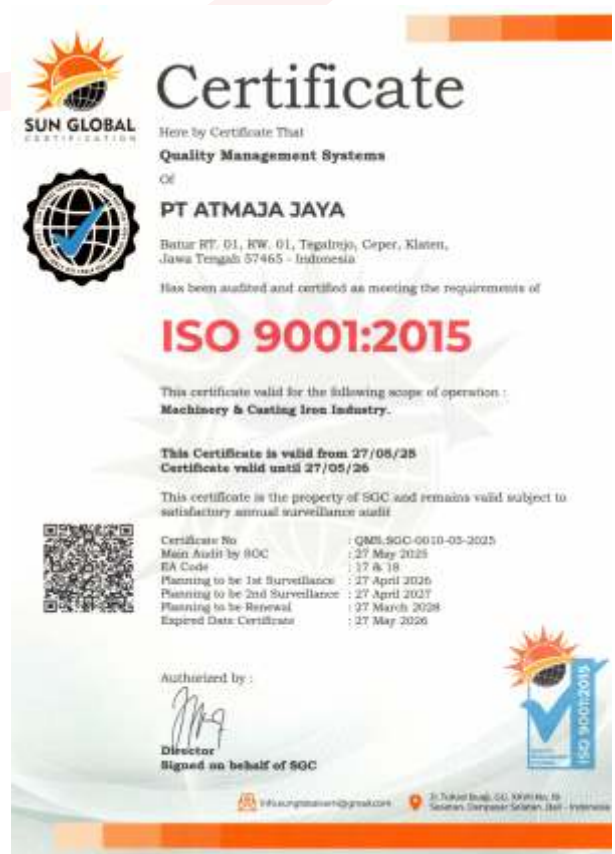 SUN GLOBAL
CERTIFICATION
Certificate
Here by Certificate That
Quality Management Systems
Of
PT ATMAJA JAYA
Batur RT. 01, RW. 01, Tegalrejo, Ceper, Klaten,
Jawa Tengah 57465 - Indonesia
Has been audited and certified as meeting the requirements of
ISO 9001:2015
This certificate valid for the following scope of operation :
Machinery & Casting Iron Industry.
This Certificate is valid from 27/05/25
Certificate valid until 27/05/26
This certificate is the property of SGC and remains valid subject to
satisfactory annual surveillance audit
Certificate No : QMS.SGC-0010-05-2025
Main Audit by SGC : 27 May 2025
EA Code : 17 & 18
Planning to be 1st Surveillance : 27 April 2026
Planning to be 2nd Surveillance : 27 April 2027
Planning to be Renewal : 27 March 2028
Expired Date Certificate : 27 May 2026
Authorized by :
Director
Signed on behalf of SGC
ISO 9001:2015